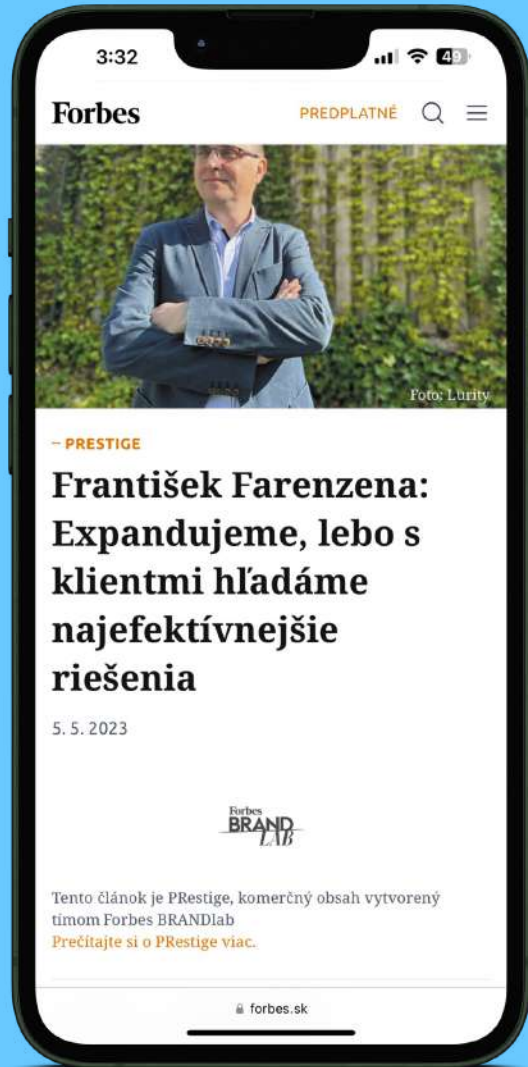 3:32
49
Forbes
PREDPLATNÉ
Foto: Lurity
– PRESTIGE
František Farenzena:
Expandujeme, lebo s
klientmi hľadáme
najefektívnejšie
riešenia
5. 5. 2023
Forbes
BRAND
LAB
Tento článok je PRestige, komerčný obsah vytvorený
tímom Forbes BRANDlab
Prečítajte si o PRestige viac.
forbes.sk